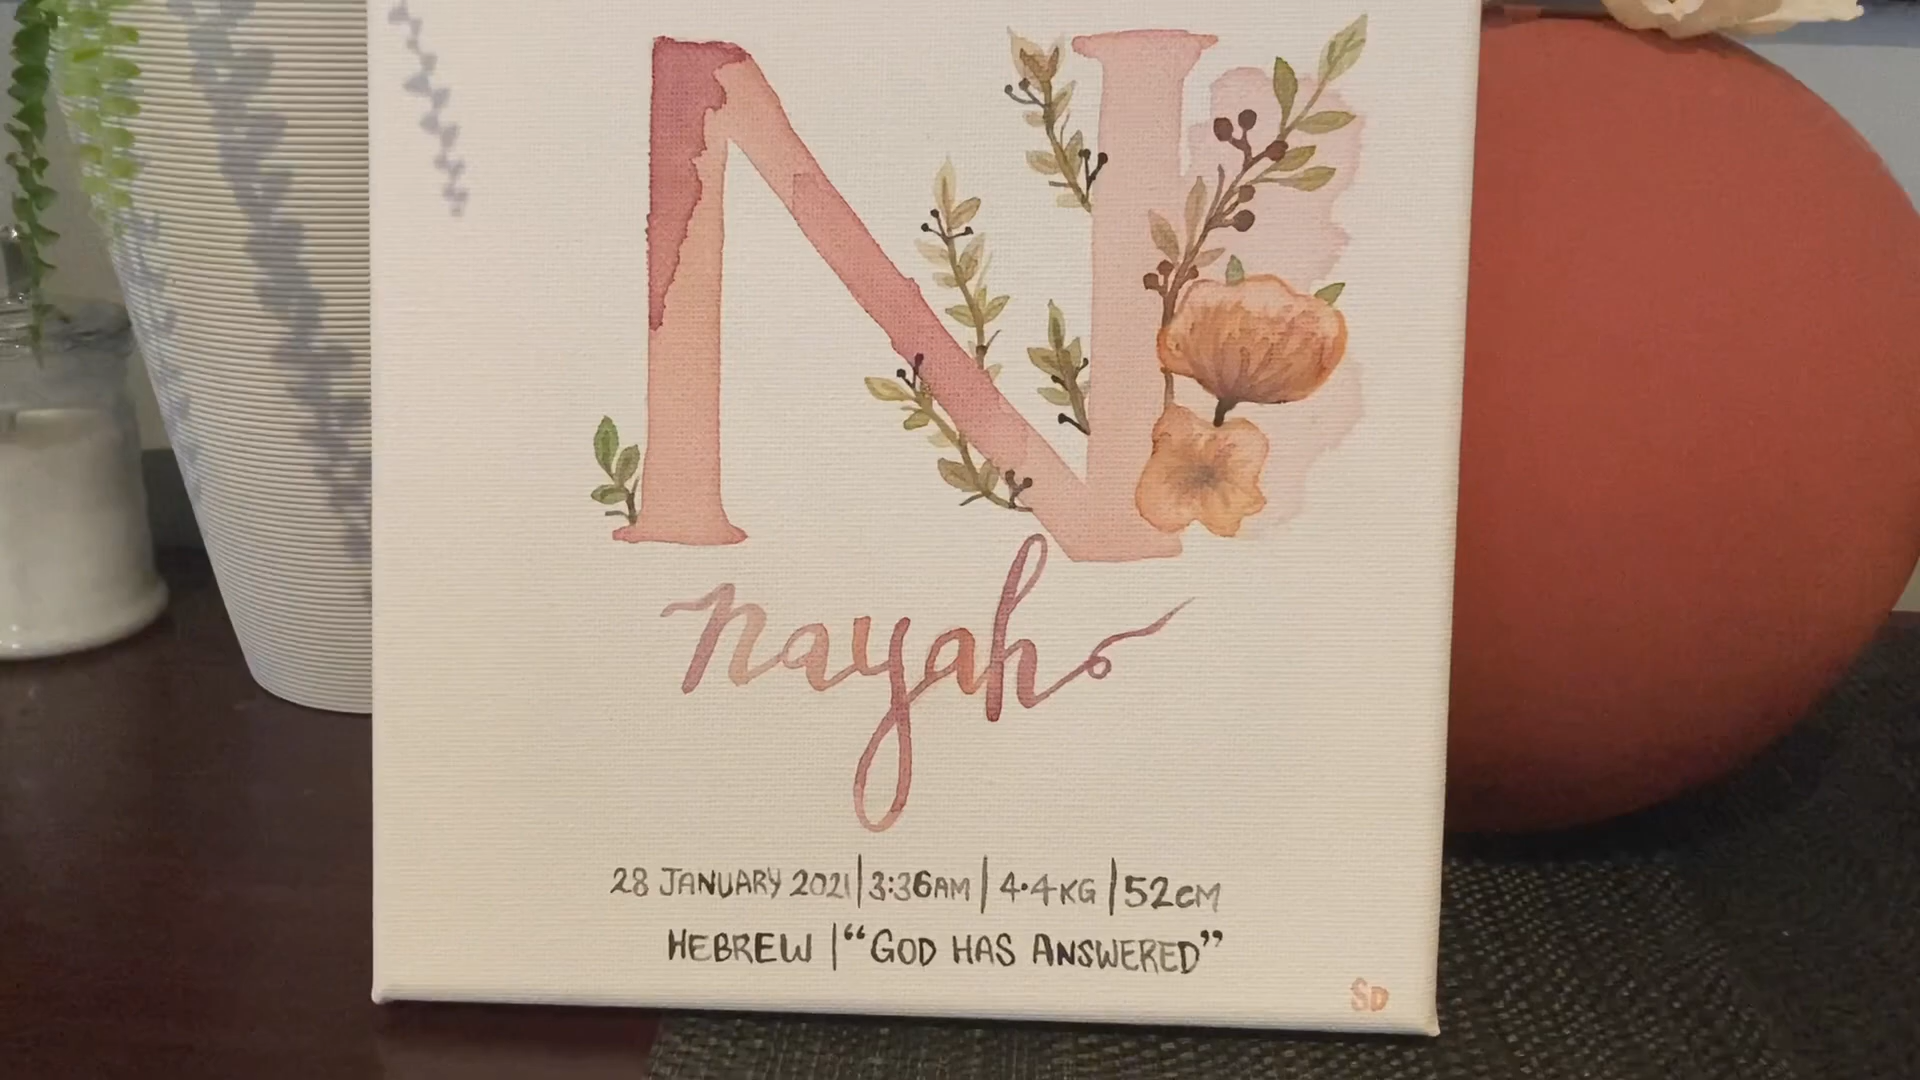 N
nayah
28 JANUARY 2021|3:36AM|4.4KG|52CM
HEBREW|“GOD HAS ANSWERED”
SD